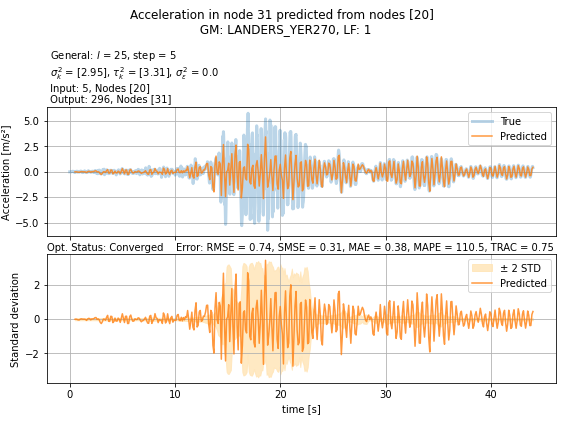 Acceleration in node 31 predicted from nodes [20]
GM: LANDERS_YER270, LF: 1
General: l = 25, step = 5
σ²ₖ = [2.95], τ²ₖ = [3.31], σ²ε = 0.0
Input: 5, Nodes [20]
Output: 296, Nodes [31]
Acceleration [m/s²]
5.0
2.5
0.0
−2.5
−5.0
True
Predicted
Opt. Status: Converged Error: RMSE = 0.74, SMSE = 0.31, MAE = 0.38, MAPE = 110.5, TRAC = 0.75
Standard deviation
2
0
−2
± 2 STD
Predicted
0 10 20 30 40
time [s]